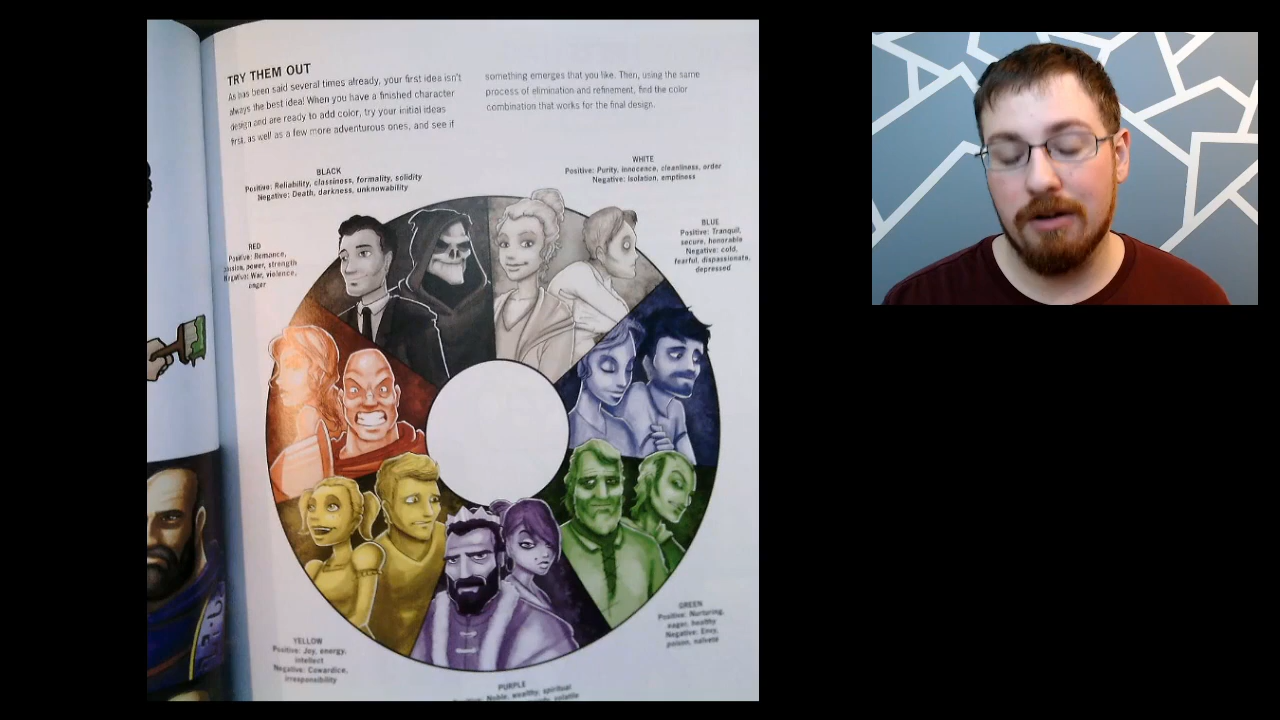 TRY THEM OUT
As has been said several times already, your first idea isn't
always the best idea! When you have a finished character
design and are ready to add color, try your initial ideas
first, as well as a few more adventurous ones, and see if
something emerges that you like. Then, using the same
process of elimination and refinement, find the color
combination that works for the final design.
BLACK
Positive: Reliability, classiness, formality, solidity
Negative: Death, darkness, unknowability
WHITE
Positive: Purity, innocence, cleanliness, order
Negative: Isolation, emptiness
BLUE
Positive: Tranquil,
secure, honorable
Negative: cold,
fearful, dispassionate,
depressed
RED
Positive: Romance,
passion, power, strength
Negative: War, violence,
anger
GREEN
Positive: Nurturing,
eager, healthy
Negative: Envy,
poison, naivete
YELLOW
Positive: Joy, energy,
intellect
Negative: Cowardice,
irresponsibility
PURPLE
Positive: Noble, wealthy, spiritual
volatile